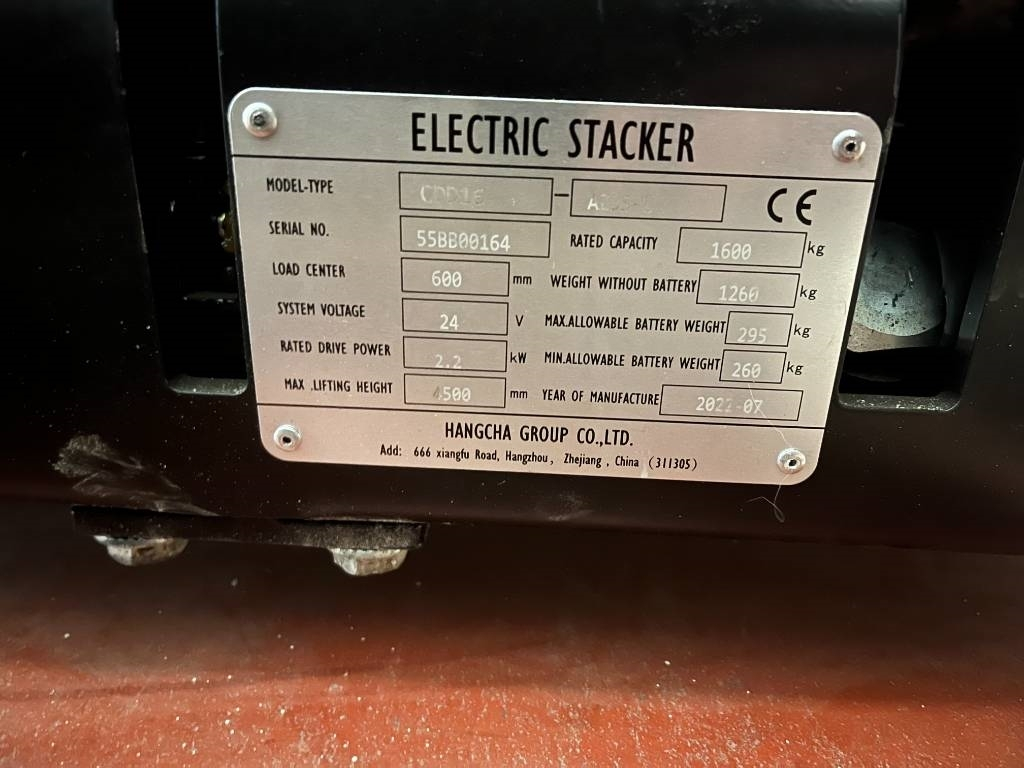 ELECTRIC STACKER
MODEL-TYPE CDD16 - CE
SERIAL NO. 55BB00164 RATED CAPACITY 1600 kg
LOAD CENTER 600 mm WEIGHT WITHOUT BATTERY 1260 kg
SYSTEM VOLTAGE 24 V MAX.ALLOWABLE BATTERY WEIGHT 295 kg
RATED DRIVE POWER 2.2 kW MIN.ALLOWABLE BATTERY WEIGHT 260 kg
MAX .LIFTING HEIGHT 4500 mm YEAR OF MANUFACTURE 2022-07
HANGCHA GROUP CO.,LTD.
Add: 666 xiangfu Road, Hangzhou, Zhejiang, China (311305)